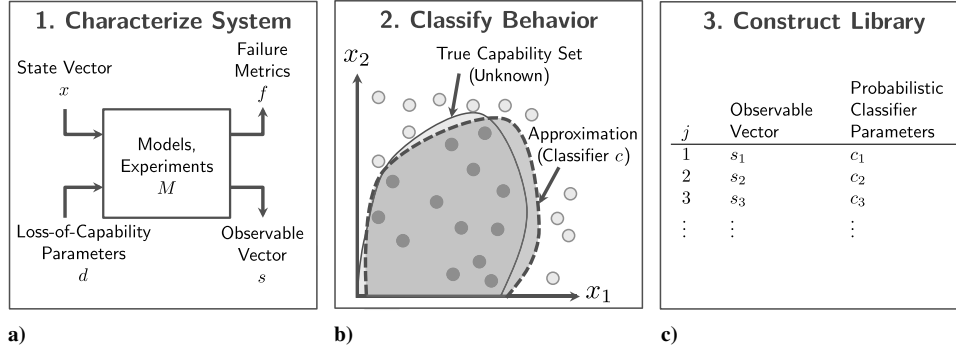 1. Characterize System
State Vector
x
Failure
Metrics
f
Models,
Experiments
M
Loss-of-Capability
Parameters
d
Observable
Vector
s
a)
2. Classify Behavior
x₂
True Capability Set
(Unknown)
Approximation
(Classifier c)
x₁
b)
3. Construct Library
j
Observable
Vector
Probabilistic
Classifier
Parameters
1 s₁ c₁
2 s₂ c₂
3 s₃ c₃
⋮ ⋮ ⋮
c)